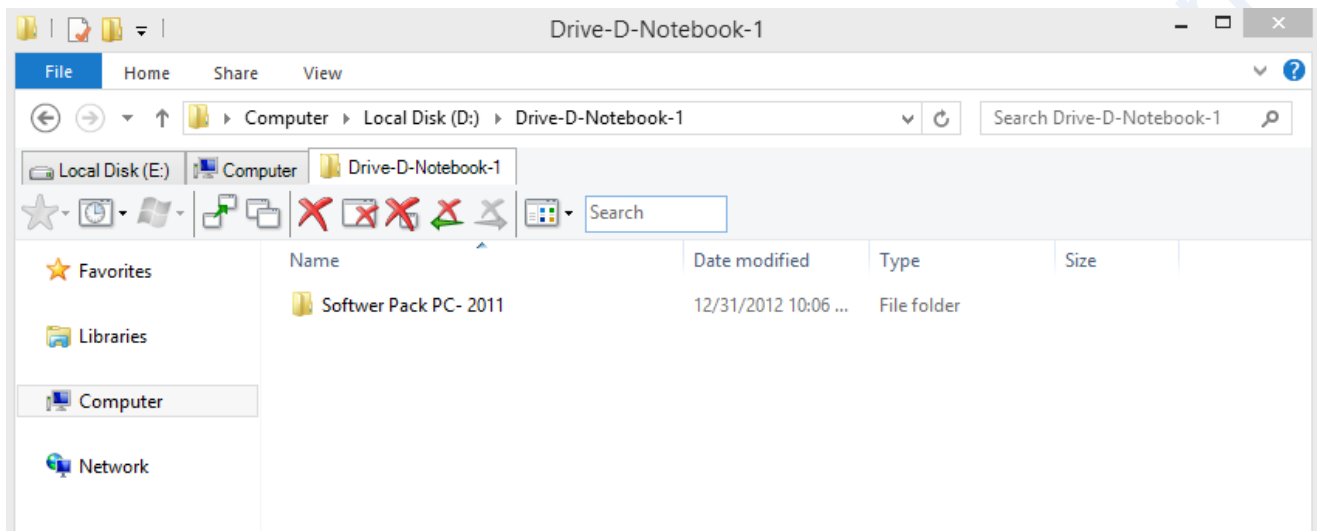 Drive-D-Notebook-1
File Home Share View
Computer Local Disk (D:) Drive-D-Notebook-1 Search Drive-D-Notebook-1
Local Disk (E:) Computer Drive-D-Notebook-1
Search
Favorites
Libraries
Computer
Network
Name Date modified Type Size
Softwer Pack PC- 2011 12/31/2012 10:06 ... File folder